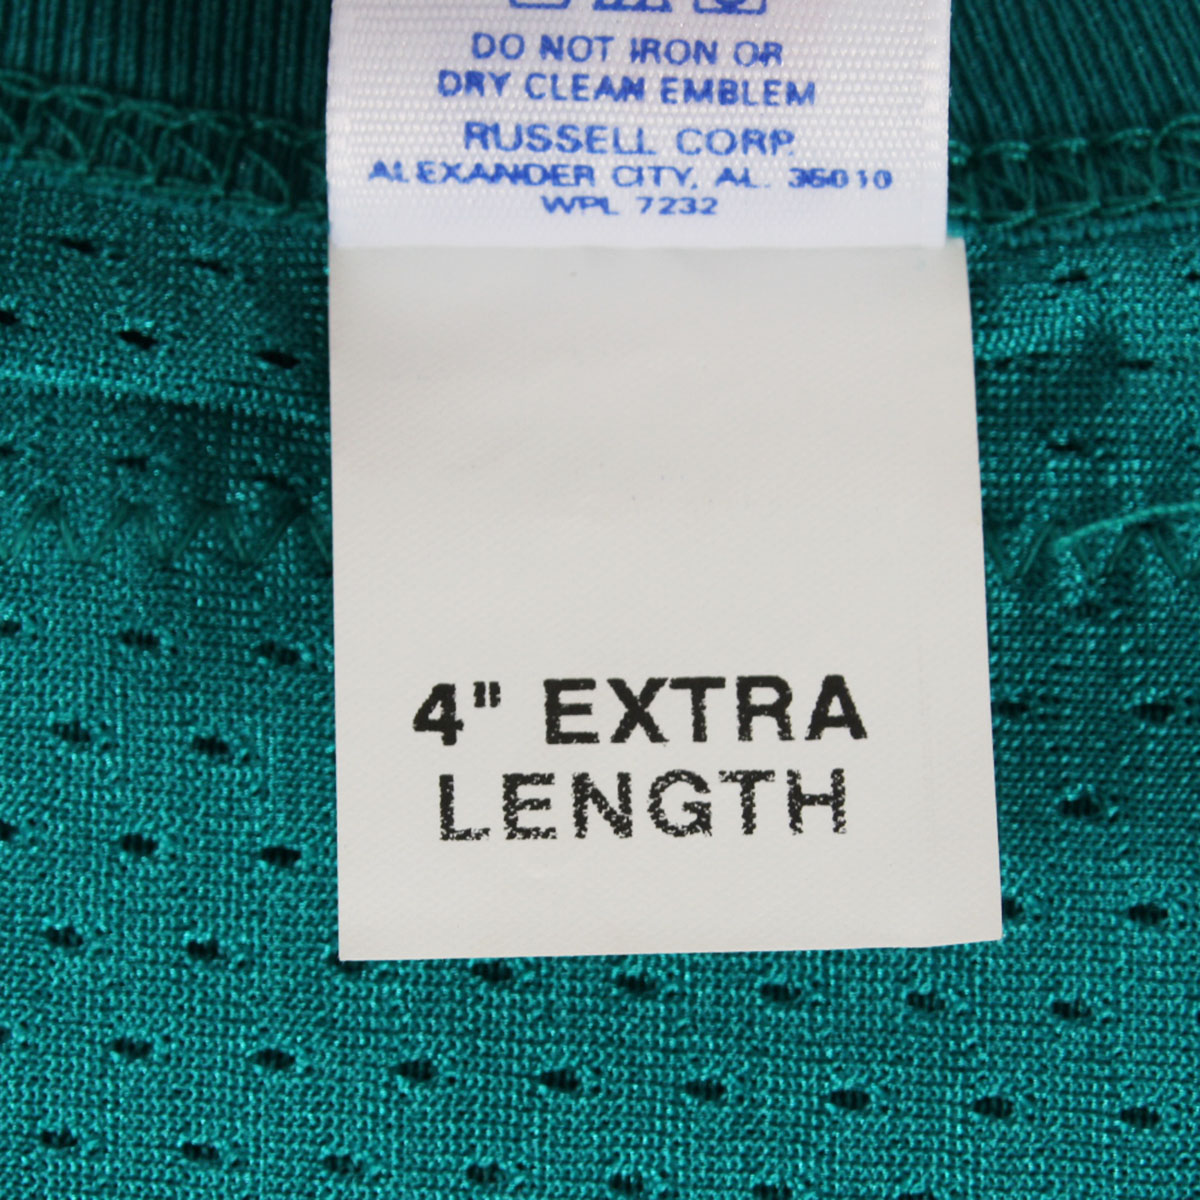 DO NOT IRON OR
DRY CLEAN EMBLEM
RUSSELL CORP.
ALEXANDER CITY, AL. 35010
WPL 7232
4" EXTRA
LENGTH